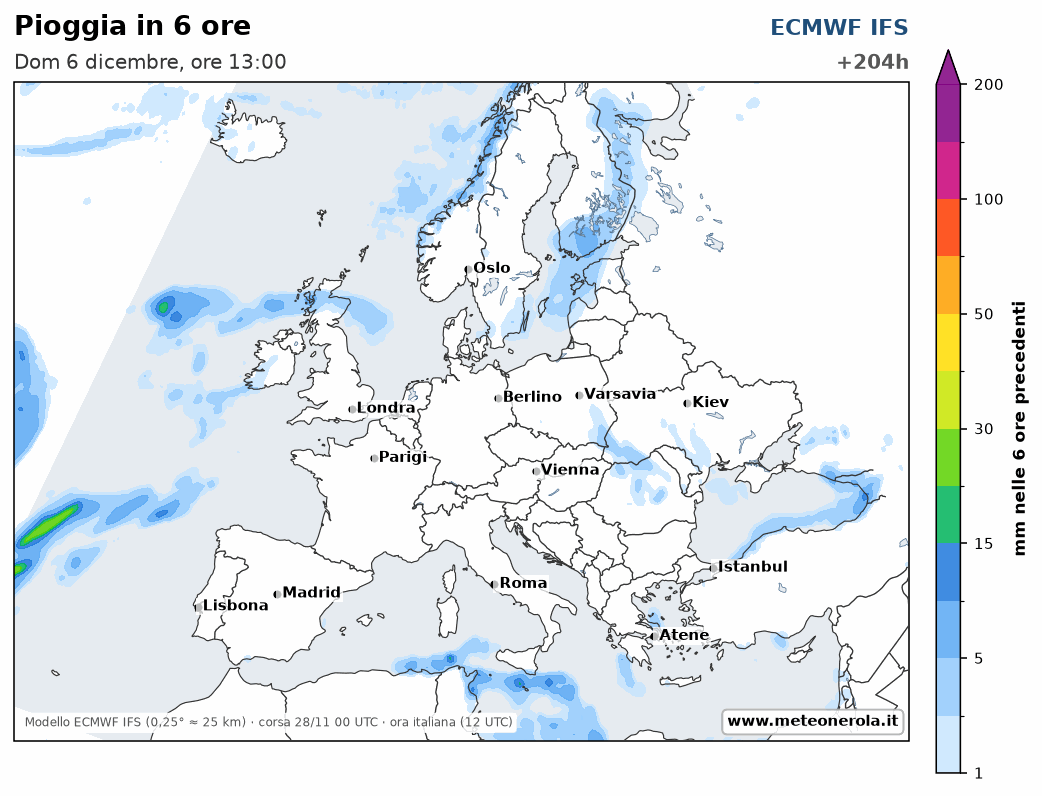 Pioggia in 6 ore
ECMWF IFS
Dom 6 dicembre, ore 13:00
+204h
200
100
50
30
15
5
1
mm nelle 6 ore precedenti
Oslo
Berlino
Varsavia
Kiev
Londra
Parigi
Vienna
Istanbul
Roma
Madrid
Lisbona
Atene
Modello ECMWF IFS (0,25° ≈ 25 km) · corsa 28/11 00 UTC · ora italiana (12 UTC)
www.meteonerola.it